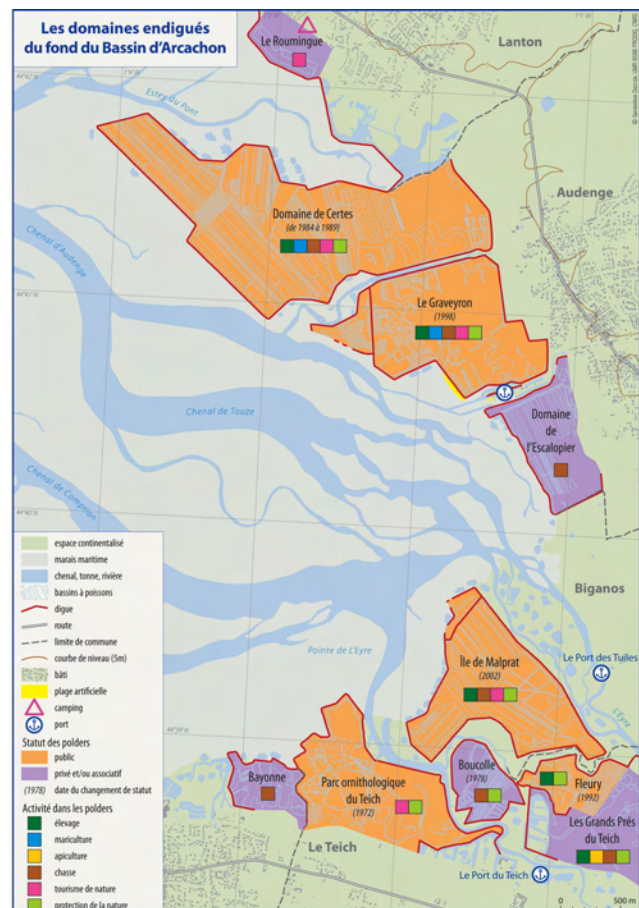 Les domaines endigués
du fond du Bassin d'Arcachon
Le Roumingue
Lanton
Estey du Pont
Audenge
Domaine de Certes
(de 1984 à 1989)
Chenal d'Audenge
Le Graveyron
(1998)
Chenal de Touze
Domaine
de
l'Escalopier
Chenal de Comprian
Biganos
Pointe de L'Eyre
Île de Malprat
(2002)
Le Port des Tuiles
L'Eyre
Bayonne
Parc ornithologique
du Teich
(1972)
Boucolle
(1978)
Fleury
(1992)
Les Grands Prés
du Teich
Le Teich
Le Port du Teich
0 500 m
espace continentalisé
marais maritime
chenal, tonne, rivière
bassins à poissons
digue
route
limite de commune
courbe de niveau (5m)
bâti
plage artificielle
camping
port
Statut des polders
public
privé et/ou associatif
(1978) date du changement de statut
Activité dans les polders
élevage
mariculture
apiculture
chasse
tourisme de nature
protection de la nature